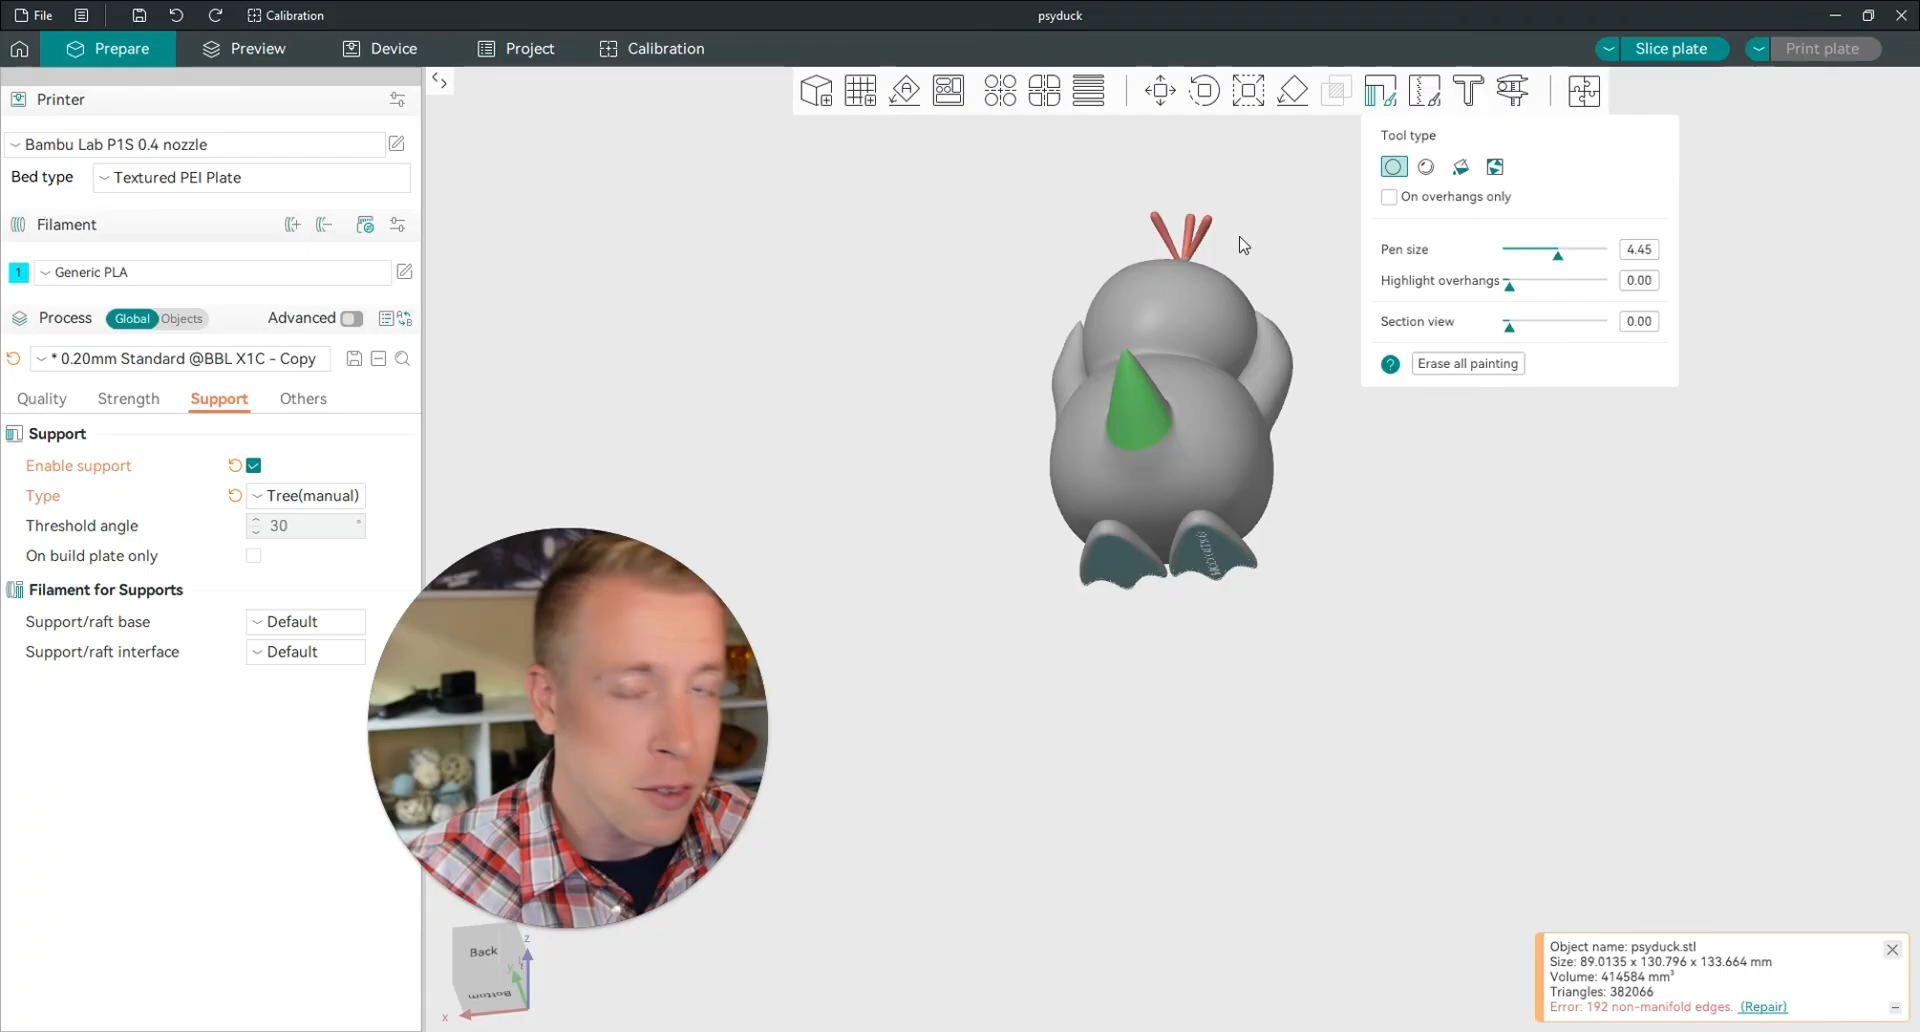 File
Calibration
psyduck
Prepare
Preview
Device
Project
Calibration
Slice plate
Print plate
Printer
Bambu Lab P1S 0.4 nozzle
Bed type
Textured PEI Plate
Filament
1
Generic PLA
Process
Global
Objects
Advanced
* 0.20mm Standard @BBL X1C - Copy
Quality
Strength
Support
Others
Support
Enable support
Type
Tree(manual)
Threshold angle
30 °
On build plate only
Filament for Supports
Support/raft base
Default
Support/raft interface
Default
Tool type
On overhangs only
Pen size
4.45
Highlight overhangs
0.00
Section view
0.00
?
Erase all painting
Back
Bottom
z
y
x
Object name: psyduck.stl
Size: 89.0135 x 130.796 x 133.664 mm
Volume: 414584 mm³
Triangles: 382066
Error: 192 non-manifold edges. (Repair)